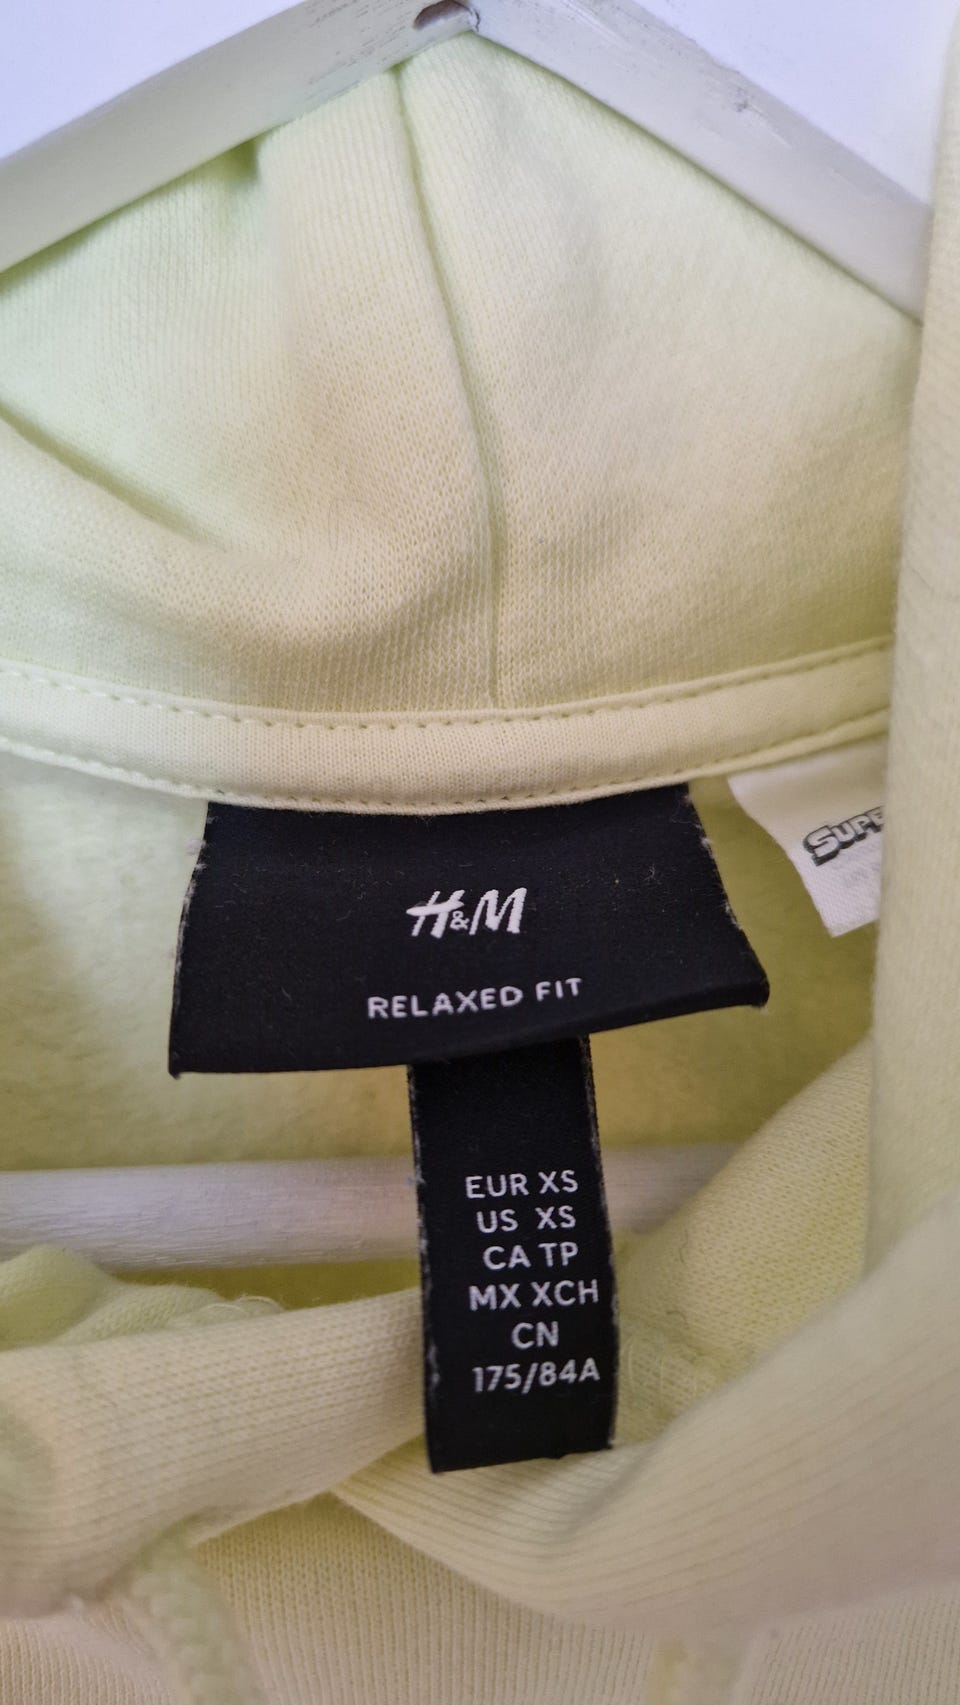 H&M
RELAXED FIT
EUR XS
US XS
CA TP
MX XCH
CN
175/84A